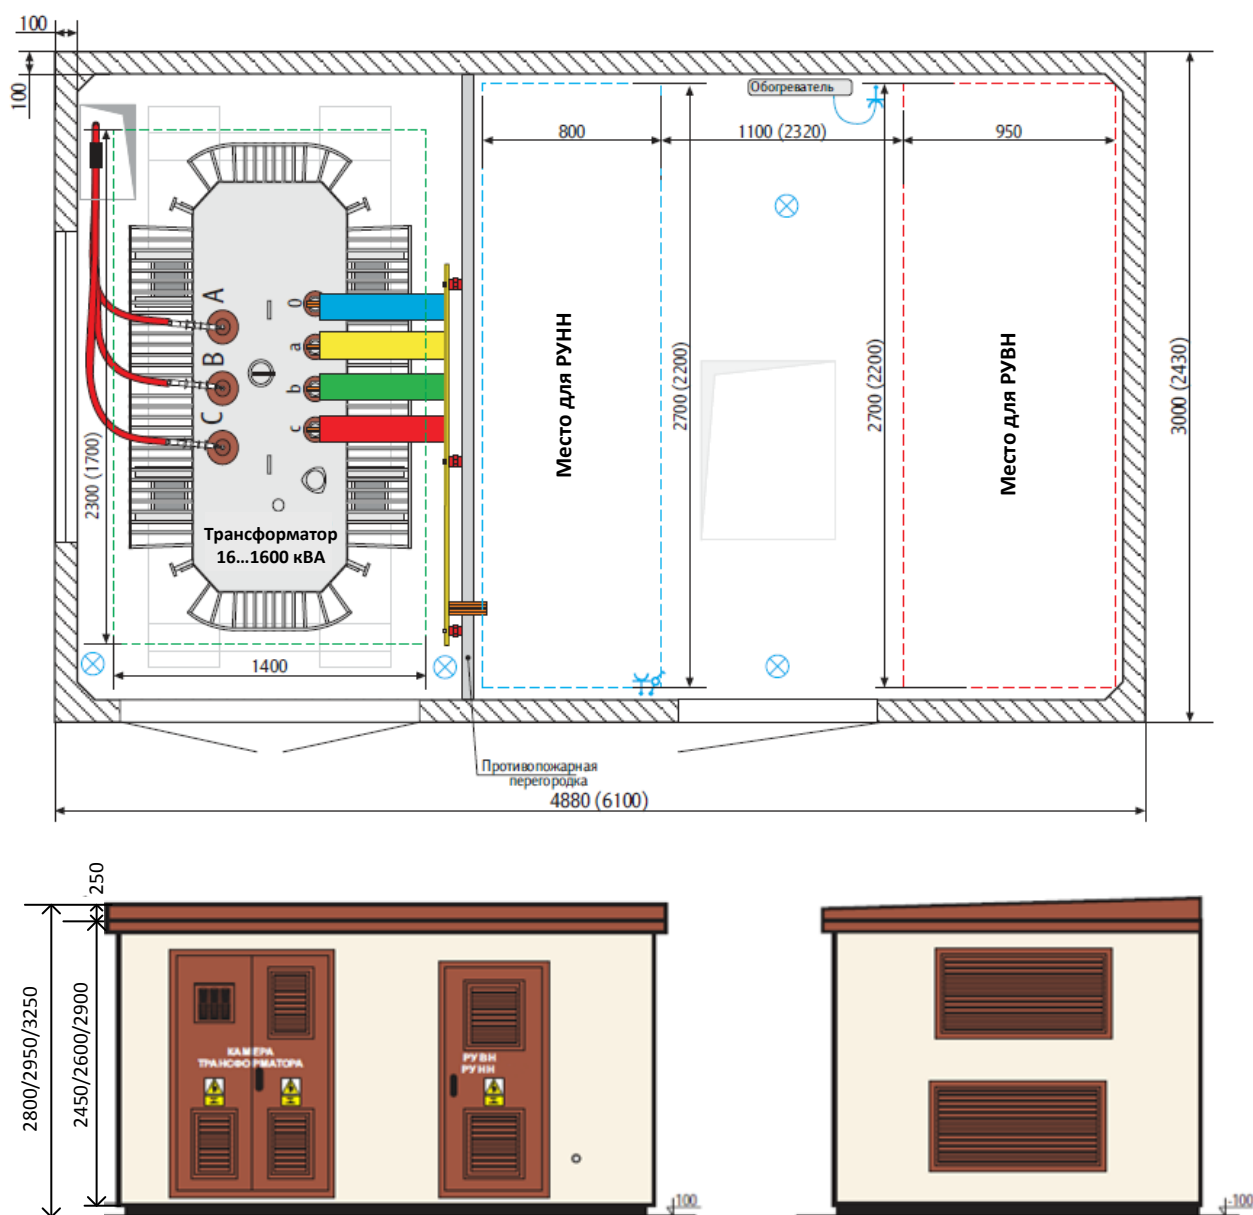 100
100
Обогреватель
800
1100 (2320)
950
A
B
C
0
a
b
c
2300 (1700)
Место для РУНН
2700 (2200)
2700 (2200)
Место для РУВН
3000 (2430)
Трансформатор
16...1600 кВА
1400
Противопожарная
перегородка
4880 (6100)
250
2800/2950/3250
2450/2600/2900
КАМЕРА
ТРАНСФОРМАТОРА
РУВН
РУНН
100
-100